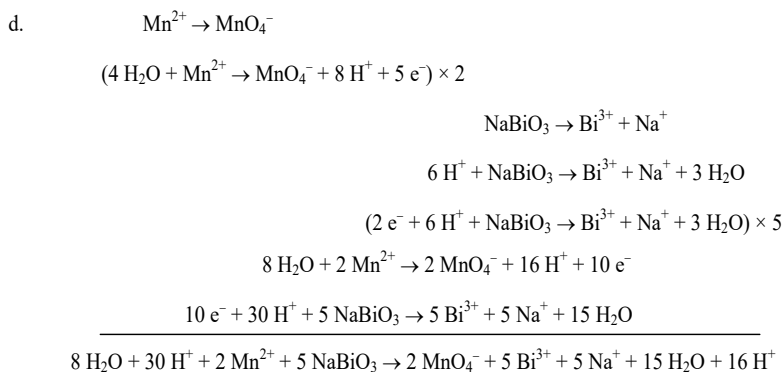 d. Mn²⁺ → MnO₄⁻
(4 H₂O + Mn²⁺ → MnO₄⁻ + 8 H⁺ + 5 e⁻) × 2
NaBiO₃ → Bi³⁺ + Na⁺
6 H⁺ + NaBiO₃ → Bi³⁺ + Na⁺ + 3 H₂O
(2 e⁻ + 6 H⁺ + NaBiO₃ → Bi³⁺ + Na⁺ + 3 H₂O) × 5
8 H₂O + 2 Mn²⁺ → 2 MnO₄⁻ + 16 H⁺ + 10 e⁻
10 e⁻ + 30 H⁺ + 5 NaBiO₃ → 5 Bi³⁺ + 5 Na⁺ + 15 H₂O
8 H₂O + 30 H⁺ + 2 Mn²⁺ + 5 NaBiO₃ → 2 MnO₄⁻ + 5 Bi³⁺ + 5 Na⁺ + 15 H₂O + 16 H⁺